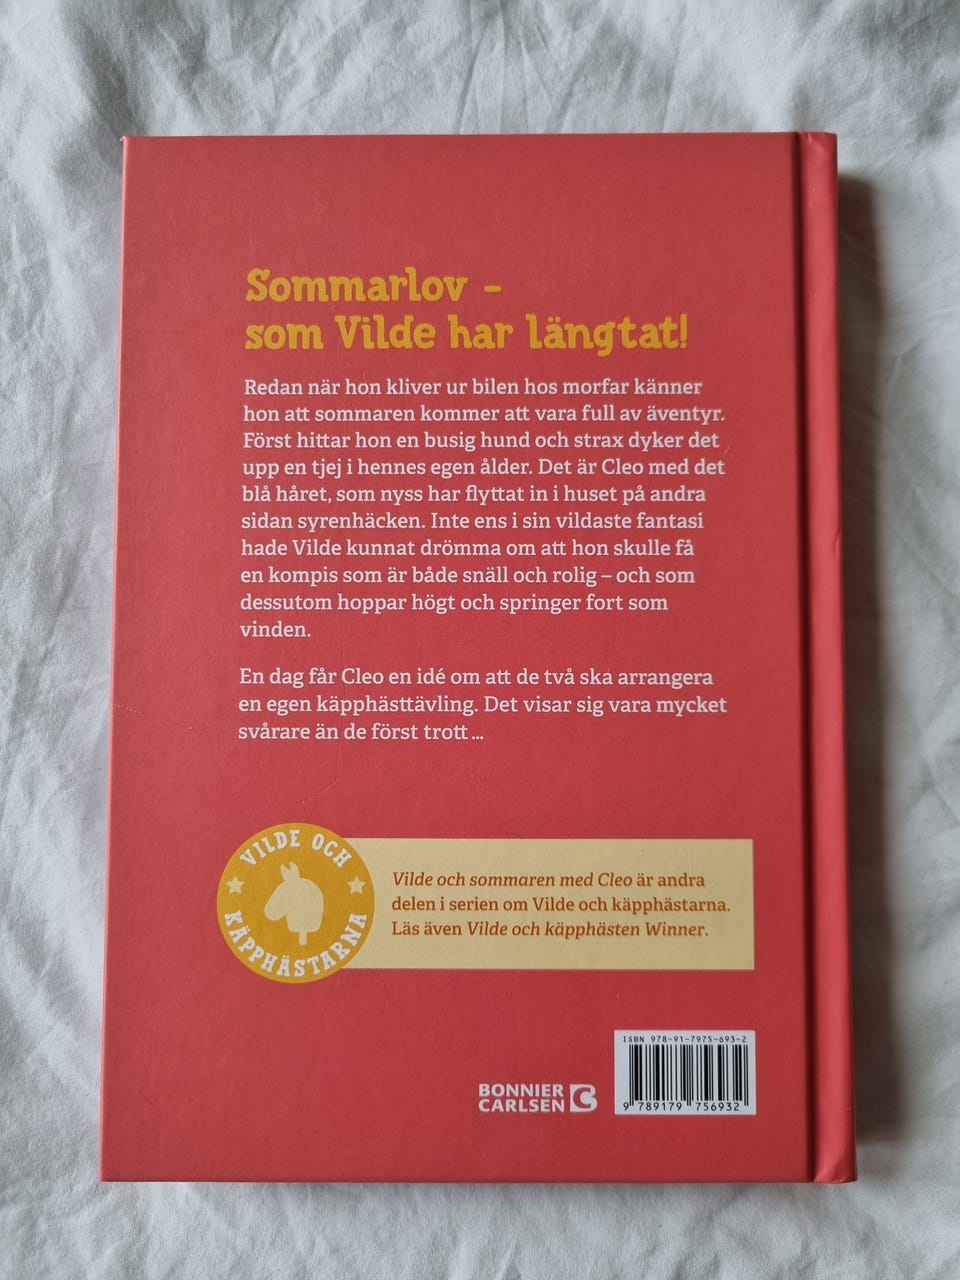 Sommarlov –
som Vilde har längtat!
Redan när hon kliver ur bilen hos morfar känner
hon att sommaren kommer att vara full av äventyr.
Först hittar hon en busig hund och strax dyker det
upp en tjej i hennes egen ålder. Det är Cleo med det
blå håret, som nyss har flyttat in i huset på andra
sidan syrenhäcken. Inte ens i sin vildaste fantasi
hade Vilde kunnat drömma om att hon skulle få
en kompis som är både snäll och rolig – och som
dessutom hoppar högt och springer fort som
vinden.
En dag får Cleo en idé om att de två ska arrangera
en egen käpphästtävling. Det visar sig vara mycket
svårare än de först trott ...
VILDE OCH
KÄPPHÄSTARNA
Vilde och sommaren med Cleo är andra
delen i serien om Vilde och käpphästarna.
Läs även Vilde och käpphästen Winner.
ISBN 978-91-7975-693-2
9 789179 756932
BONNIER
CARLSEN